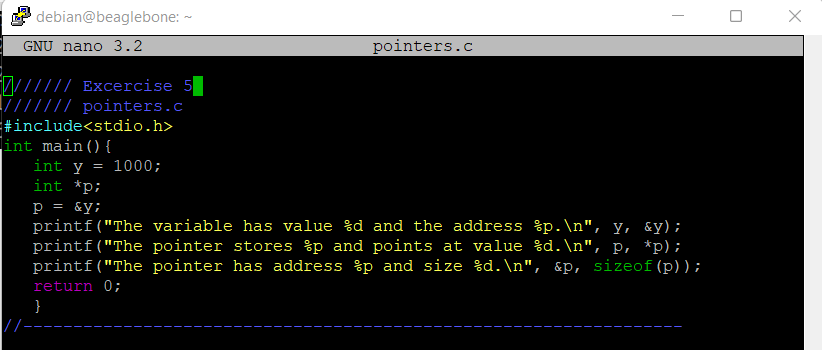 debian@beaglebone: ~
GNU nano 3.2 pointers.c
/////// Excercise 5
/////// pointers.c
#include<stdio.h>
int main(){
int y = 1000;
int *p;
p = &y;
printf("The variable has value %d and the address %p.\n", y, &y);
printf("The pointer stores %p and points at value %d.\n", p, *p);
printf("The pointer has address %p and size %d.\n", &p, sizeof(p));
return 0;
}
//------------------------------------------------------------------